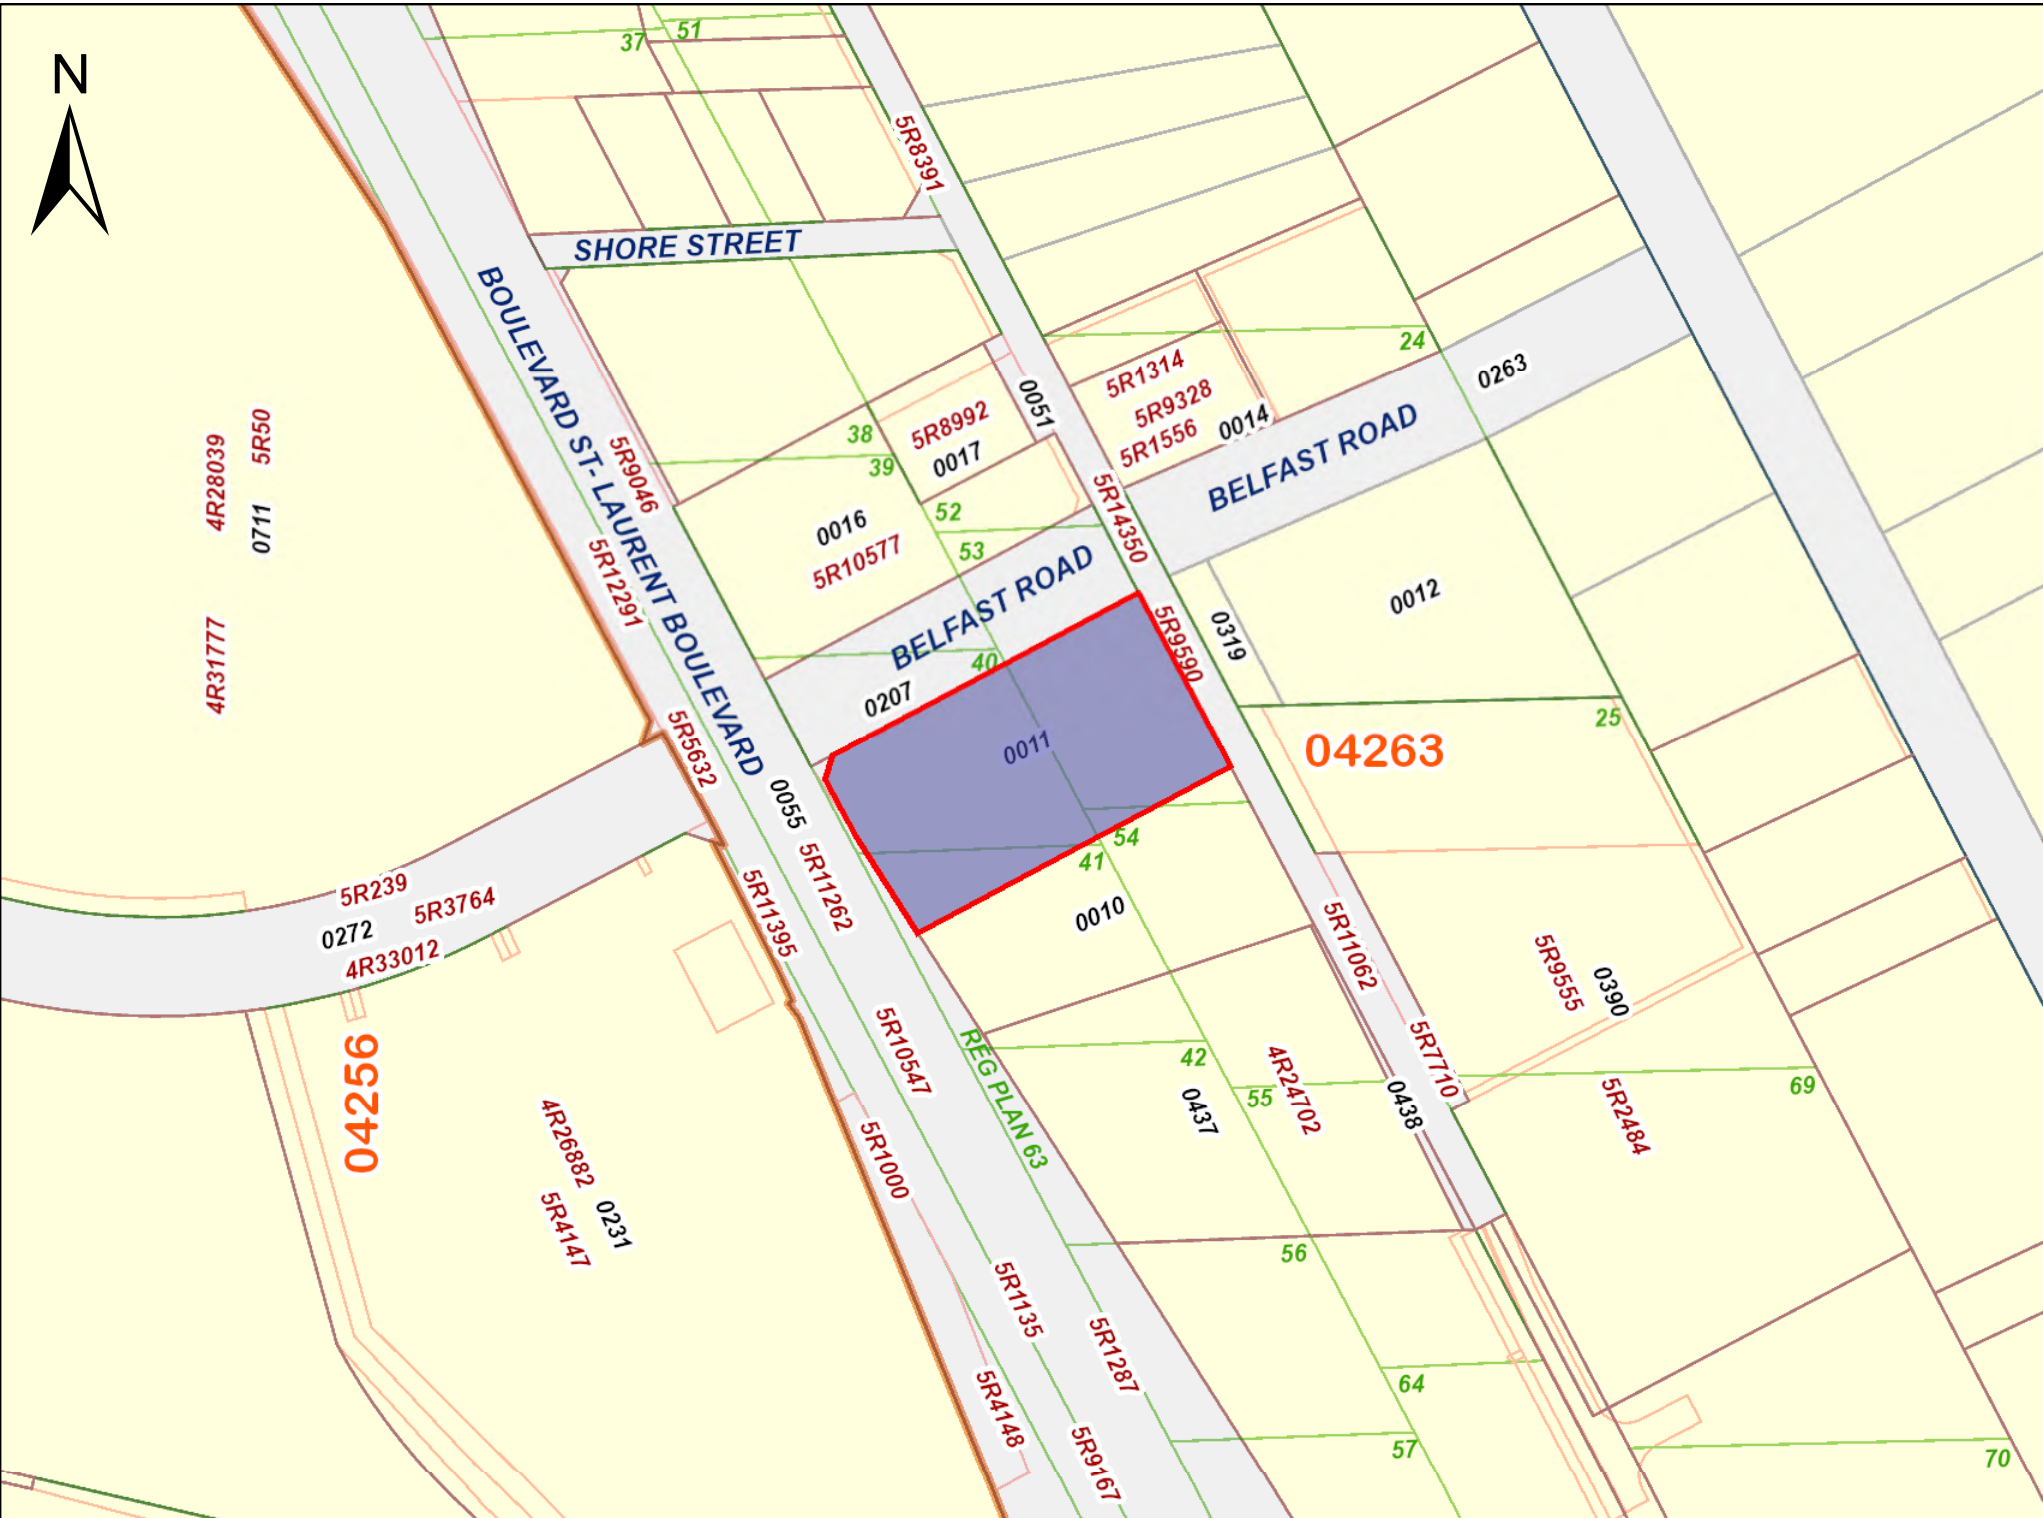 N
37
51
5R8391
SHORE STREET
BOULEVARD ST- LAURENT BOULEVARD
24
0263
0051
5R1314
5R9328
5R1556
0014
BELFAST ROAD
38
39
5R8992
0017
5R9046
4R28039
5R50
0711
4R31777
0016
5R10577
52
53
5R14350
5R12291
BELFAST ROAD
40
0207
5R9590
0319
0012
25
04263
5R5632
0011
0055
5R11262
54
41
0010
5R239
5R3764
0272
4R33012
5R11395
5R11062
5R9555
0390
04256
5R10547
REG PLAN 63
42
0437
55
4R24702
0438
5R7710
69
5R2484
4R26882
5R4147
0231
5R1000
56
5R1135
5R1287
64
5R4148
5R9167
57
70